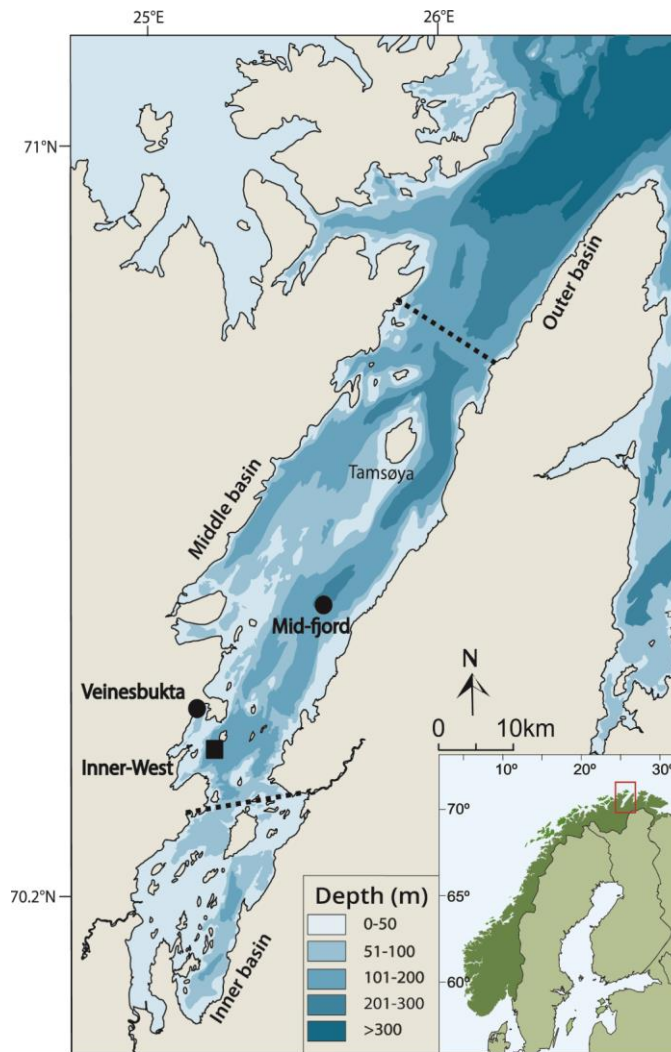 25°E
26°E
71°N
Outer basin
Tamsøya
Middle basin
Mid-fjord
Veinesbukta
N
0 10km
Inner-West
10°
20°
30°
70°
65°
60°
70.2°N
Inner basin
Depth (m)
0-50
51-100
101-200
201-300
>300